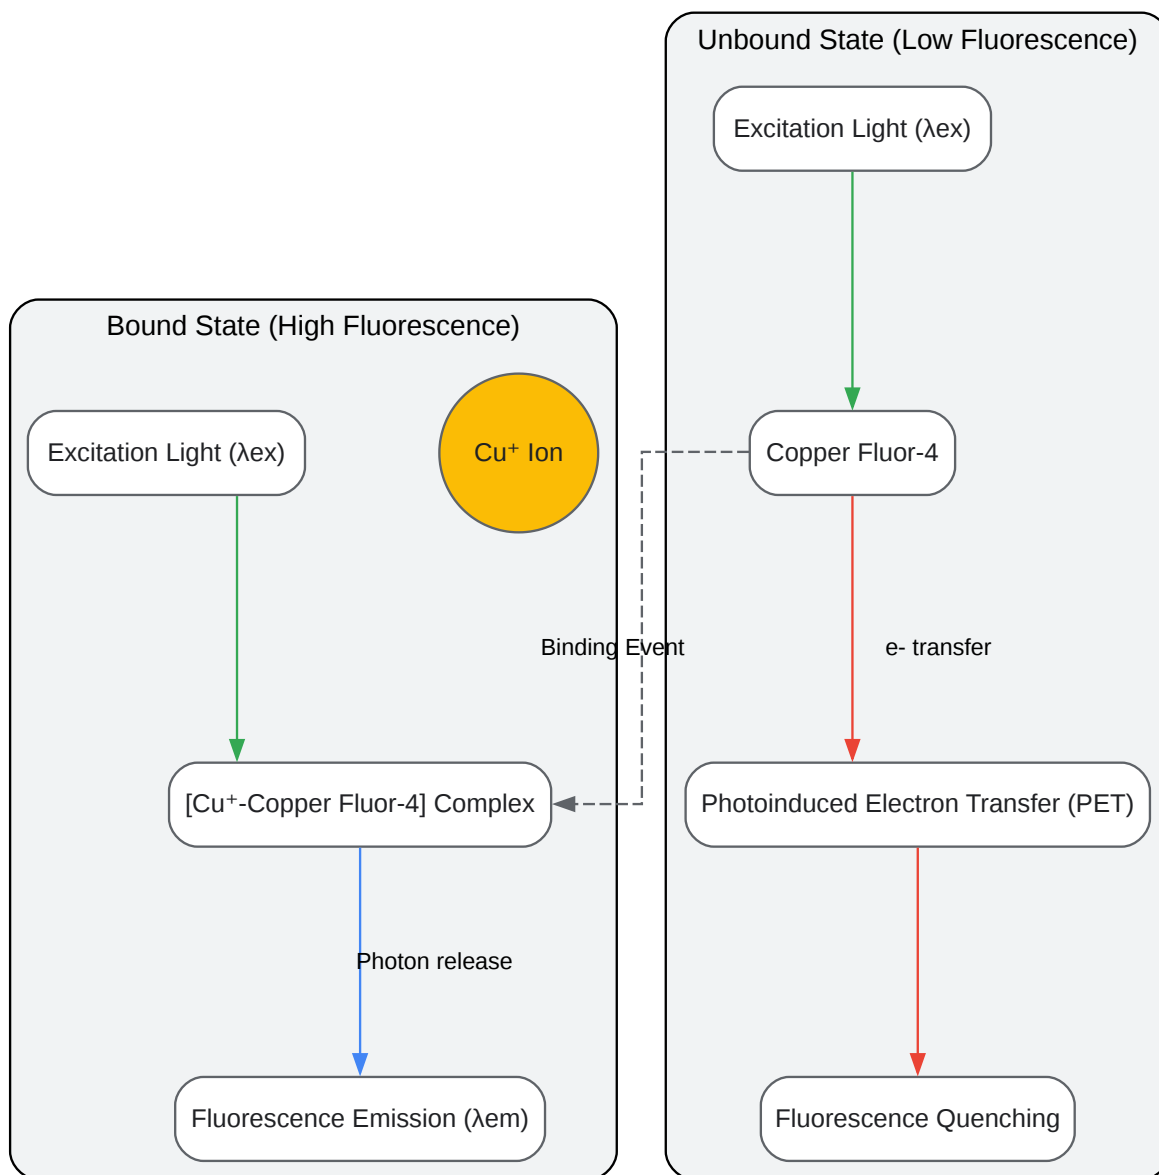 Unbound State (Low Fluorescence)
Excitation Light (λex)
Bound State (High Fluorescence)
Excitation Light (λex)
Cu⁺ Ion
Copper Fluor-4
Binding Event
e- transfer
[Cu⁺-Copper Fluor-4] Complex
Photoinduced Electron Transfer (PET)
Photon release
Fluorescence Emission (λem)
Fluorescence Quenching